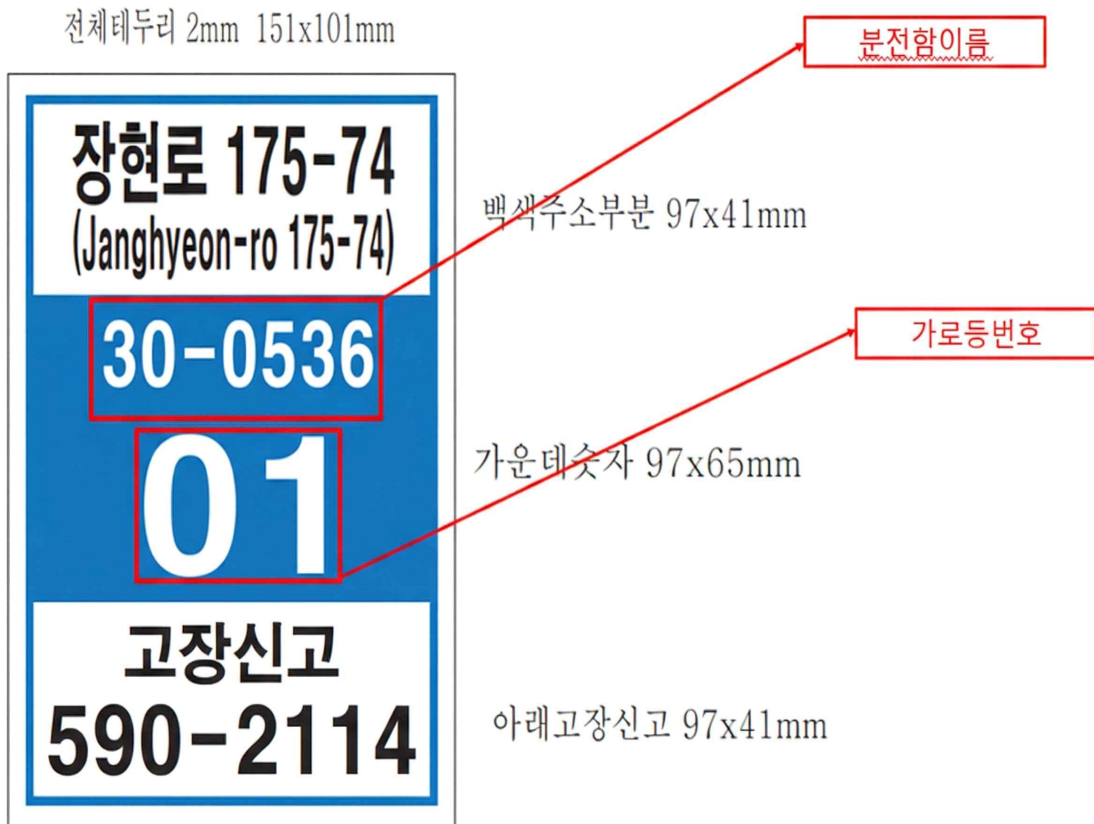 전체테두리 2mm 151x101mm
분전함이름
장현로 175-74
(Janghyeon-ro 175-74)
백색주소부분 97x41mm
30-0536
가로등번호
01
가운데숫자 97x65mm
고장신고
590-2114
아래고장신고 97x41mm